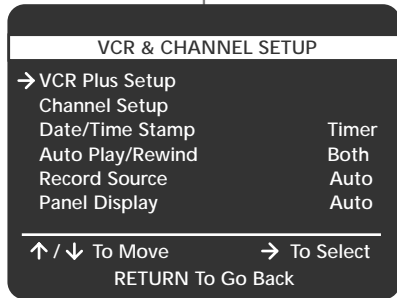 VCR & CHANNEL SETUP
→ VCR Plus Setup
Channel Setup
Date/Time Stamp Timer
Auto Play/Rewind Both
Record Source Auto
Panel Display Auto
↑ / ↓ To Move → To Select
RETURN To Go Back